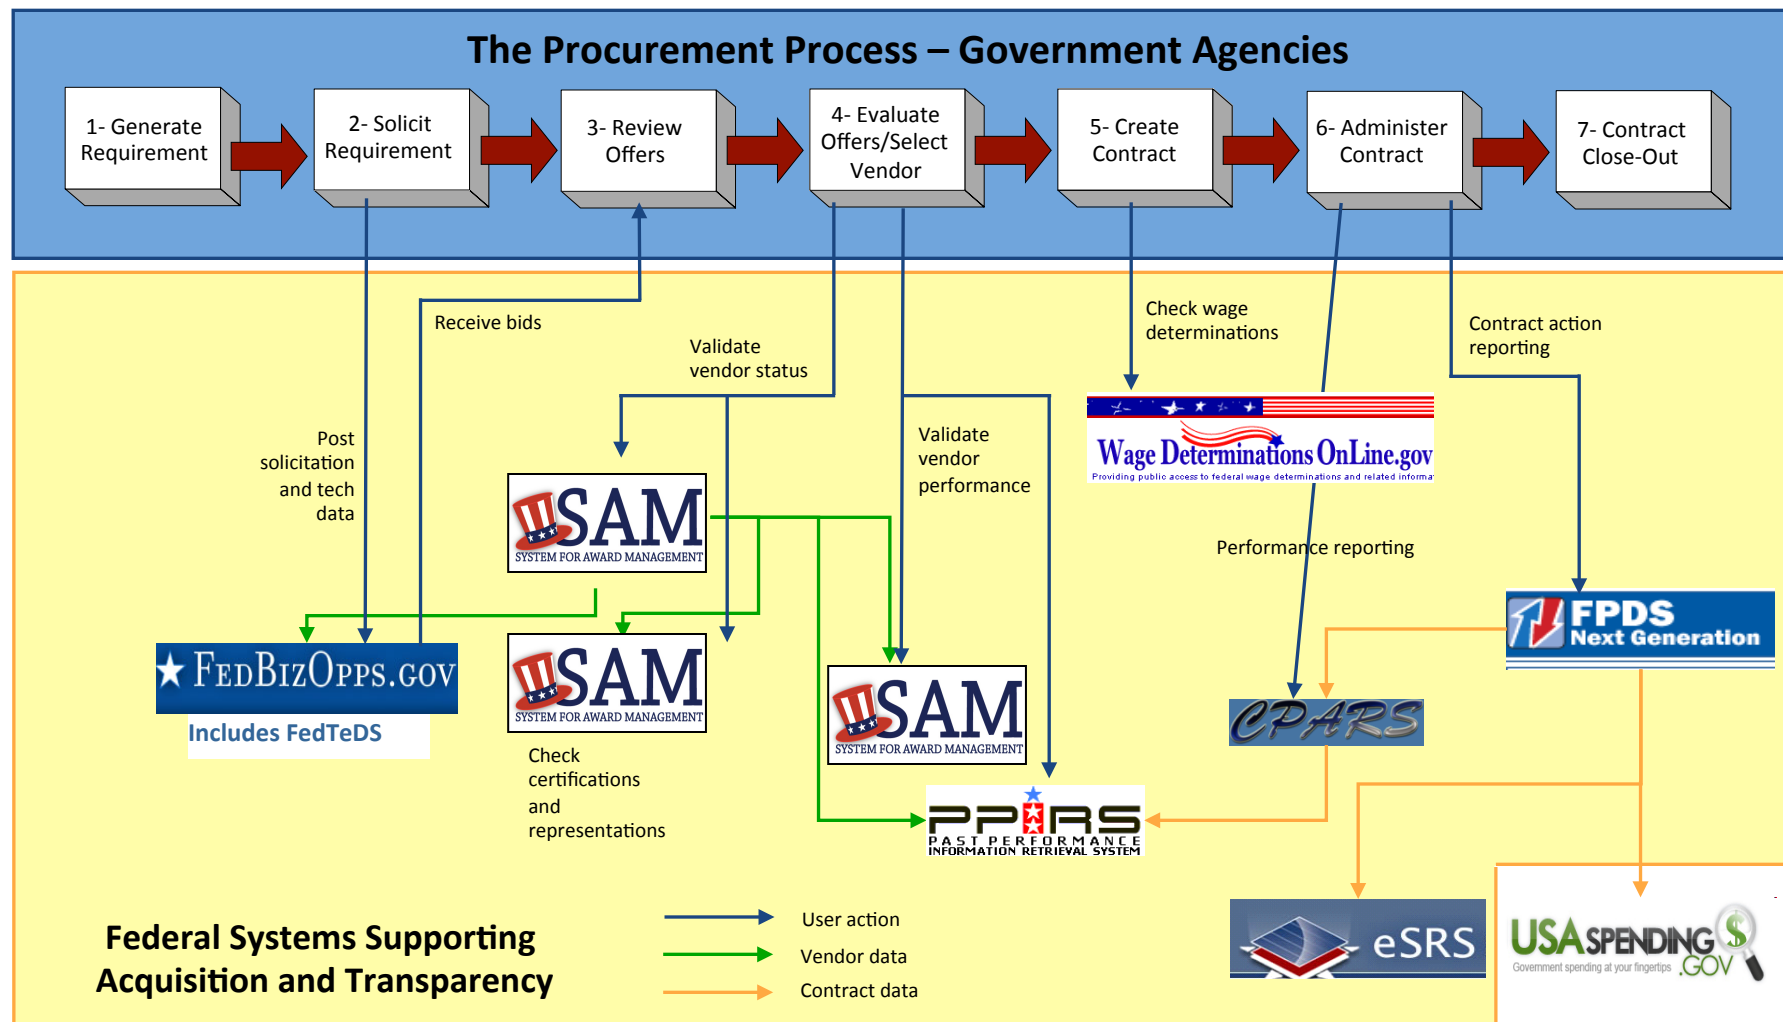 The Procurement Process – Government Agencies
1- Generate
Requirement
2- Solicit
Requirement
3- Review
Offers
4- Evaluate
Offers/Select
Vendor
5- Create
Contract
6- Administer
Contract
7- Contract
Close-Out
Receive bids
Validate
vendor status
Check wage
determinations
Contract action
reporting
Post
solicitation
and tech
data
Validate
vendor
performance
Wage Determinations OnLine.gov
Providing public access to federal wage determinations and related informa
SAM
SYSTEM FOR AWARD MANAGEMENT
Performance reporting
FPDS
Next Generation
FEDBIZOPPS.GOV
Includes FedTeDS
SAM
SYSTEM FOR AWARD MANAGEMENT
SAM
SYSTEM FOR AWARD MANAGEMENT
CPARS
Check
certifications
and
representations
PPIRS
PAST PERFORMANCE
INFORMATION RETRIEVAL SYSTEM
eSRS
USASPENDING
.GOV
Government spending at your fingertips
Federal Systems Supporting
Acquisition and Transparency
User action
Vendor data
Contract data